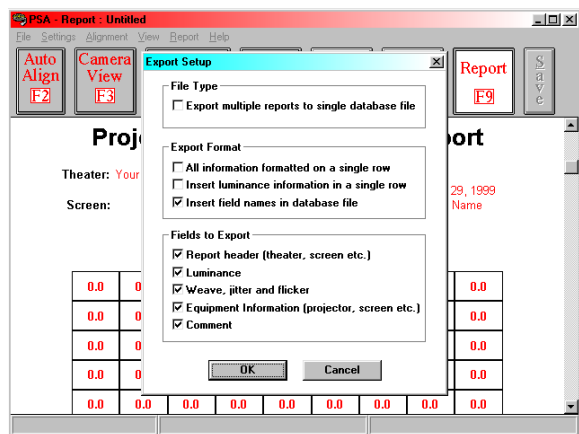 PSA - Report : Untitled
File Settings Alignment View Report Help
Auto Align F2
Camera View F3
Report F9
Save
Export Setup
File Type
Export multiple reports to single database file
Export Format
All information formatted on a single row
Insert luminance information in a single row
Insert field names in database file
Fields to Export
Report header (theater, screen etc.)
Luminance
Weave, jitter and flicker
Equipment Information (projector, screen etc.)
Comment
OK Cancel
Proj ort
Theater: Your
29, 1999
Screen: Name
0.0 0 0.0
0.0 0 0.0
0.0 0 0.0
0.0 0 0.0
0.0 0.0 0.0 0.0 0.0 0.0 0.0 0.0